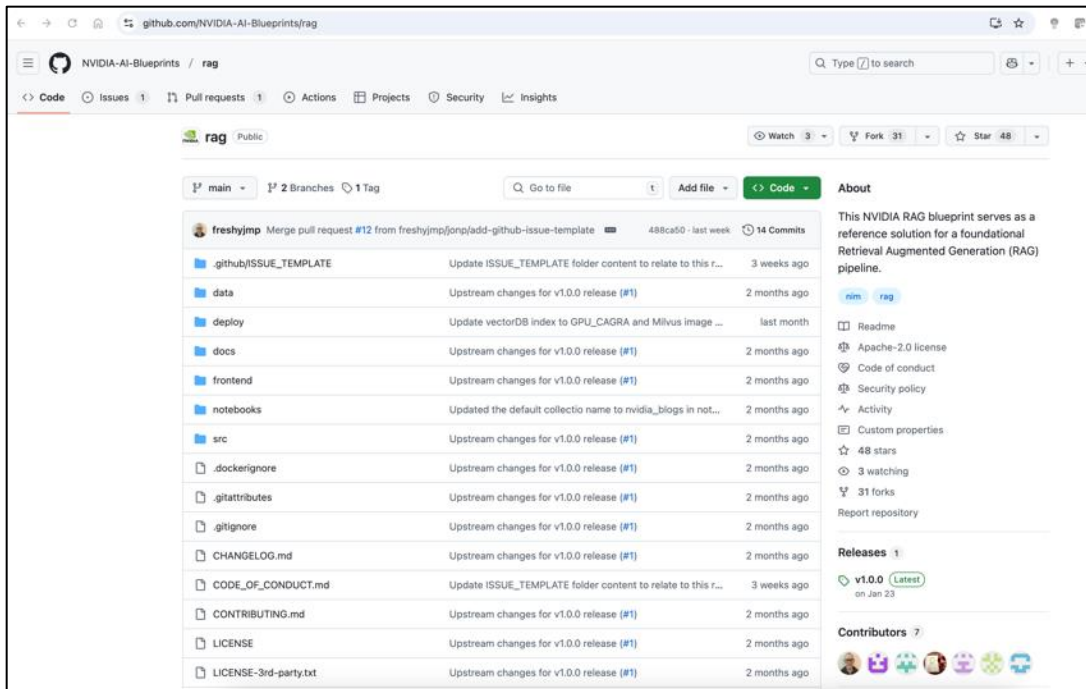 github.com/NVIDIA-AI-Blueprints/rag
NVIDIA-AI-Blueprints / rag
Type / to search
Code Issues 1 Pull requests 1 Actions Projects Security Insights
rag Public
Watch 3 Fork 31 Star 48
main 2 Branches 1 Tag Go to file t Add file Code
freshyjmp Merge pull request #12 from freshyjmp/jonp/add-github-issue-template 488ca50 · last week 14 Commits
.github/ISSUE_TEMPLATE Update ISSUE_TEMPLATE folder content to relate to this r... 3 weeks ago
data Upstream changes for v1.0.0 release (#1) 2 months ago
deploy Update vectorDB index to GPU_CAGRA and Milvus image ... last month
docs Upstream changes for v1.0.0 release (#1) 2 months ago
frontend Upstream changes for v1.0.0 release (#1) 2 months ago
notebooks Updated the default collectio name to nvidia_blogs in not... 2 months ago
src Upstream changes for v1.0.0 release (#1) 2 months ago
.dockerignore Upstream changes for v1.0.0 release (#1) 2 months ago
.gitattributes Upstream changes for v1.0.0 release (#1) 2 months ago
.gitignore Upstream changes for v1.0.0 release (#1) 2 months ago
CHANGELOG.md Upstream changes for v1.0.0 release (#1) 2 months ago
CODE_OF_CONDUCT.md Update ISSUE_TEMPLATE folder content to relate to this r... 3 weeks ago
CONTRIBUTING.md Upstream changes for v1.0.0 release (#1) 2 months ago
LICENSE Upstream changes for v1.0.0 release (#1) 2 months ago
LICENSE-3rd-party.txt Upstream changes for v1.0.0 release (#1) 2 months ago
About
This NVIDIA RAG blueprint serves as a
reference solution for a foundational
Retrieval Augmented Generation (RAG)
pipeline.
nim rag
Readme
Apache-2.0 license
Code of conduct
Security policy
Activity
Custom properties
48 stars
3 watching
31 forks
Report repository
Releases 1
v1.0.0 Latest
on Jan 23
Contributors 7